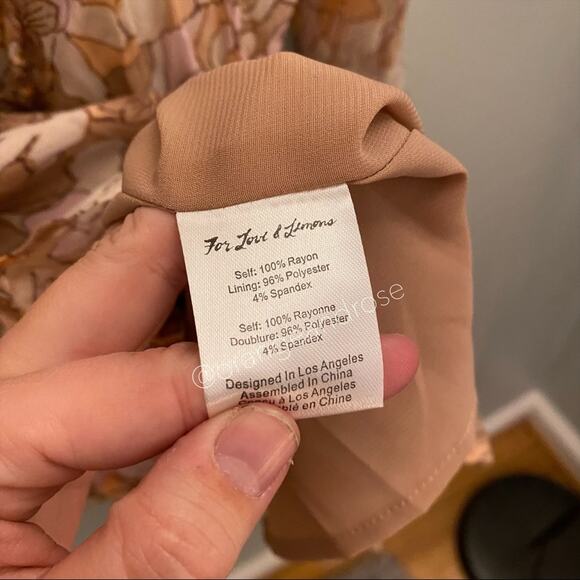 For Love & Lemons
Self: 100% Rayon
Lining: 96% Polyester
4% Spandex
Self: 100% Rayonne
Doublure: 96% Polyester
4% Spandex
Designed In Los Angeles
Assembled In China
à Los Angeles
en Chine